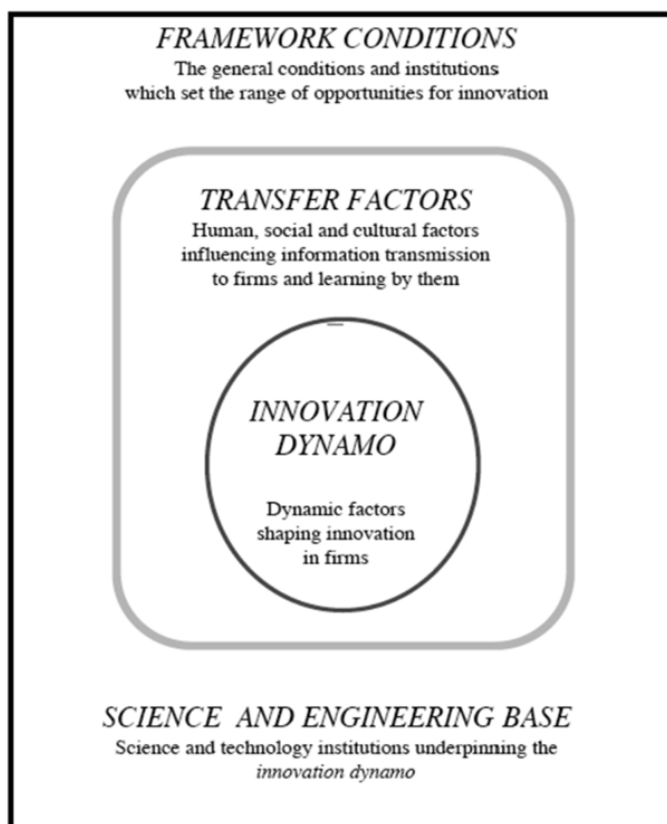 FRAMEWORK CONDITIONS
The general conditions and institutions
which set the range of opportunities for innovation
TRANSFER FACTORS
Human, social and cultural factors
influencing information transmission
to firms and learning by them
INNOVATION
DYNAMO
Dynamic factors
shaping innovation
in firms
SCIENCE AND ENGINEERING BASE
Science and technology institutions underpinning the
innovation dynamo